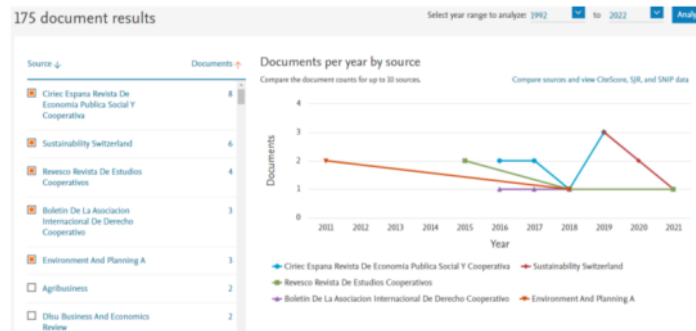 175 document results
Select year range to analyze: 1992 to 2022 Analy
Source Documents
Ciriec Espana Revista De 8
Economia Publica Social Y
Cooperativa
Sustainability Switzerland 6
Revesco Revista De Estudios 4
Cooperativos
Boletin De La Asociacion 3
Internacional De Derecho
Cooperativo
Environment And Planning A 3
Agribusiness 2
Dlsu Business And Economics 2
Review
Documents per year by source
Compare the document counts for up to 10 sources.
Compare sources and view CiteScore, SJR, and SNIP data
Documents
4
3
2
1
0
2011 2012 2013 2014 2015 2016 2017 2018 2019 2020 2021
Year
Ciriec Espana Revista De Economia Publica Social Y Cooperativa Sustainability Switzerland
Revesco Revista De Estudios Cooperativos
Boletin De La Asociacion Internacional De Derecho Cooperativo Environment And Planning A